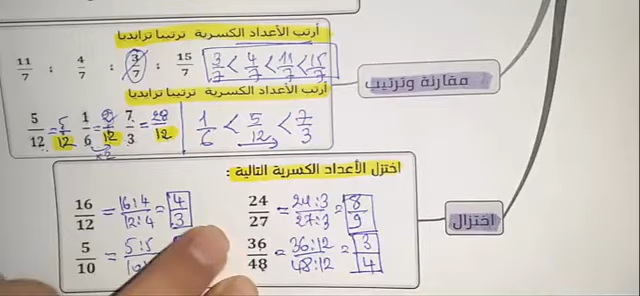 أرتب الأعداد الكسرية ترتيبا تزايديا
11/7 ; 4/7 ; 3/7 ; 15/7 3/7 < 4/7 < 11/7 < 15/7
مقارنة وترتيب
أرتب الأعداد الكسرية ترتيبا تزايديا
5/12 = 5/12 1/6 = 12 7/3 = 28/12 1/6 < 5/12 < 7/3
اختزل الأعداد الكسرية التالية :
16/12 = 16:4/12:4 = 4/3 24/27 = 24:3/27:3 = 8/9
اختزال
5/10 = 5:5 36/48 = 36:12/48:12 = 3/4